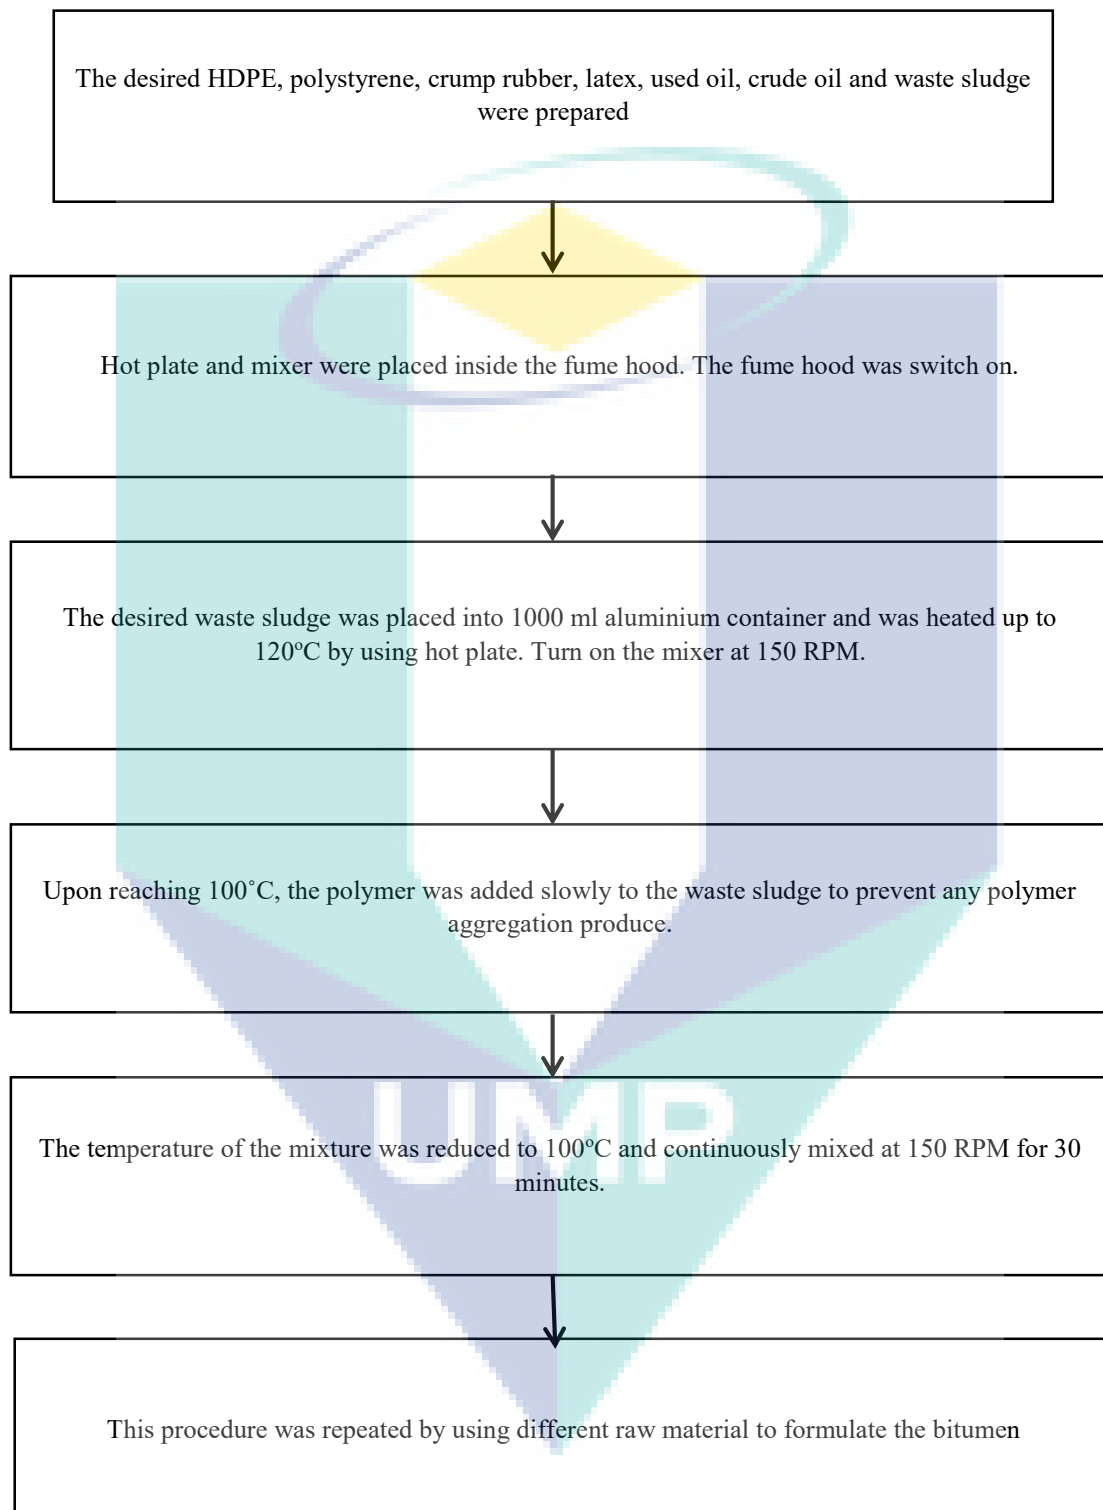 The desired HDPE, polystyrene, crump rubber, latex, used oil, crude oil and waste sludge
were prepared
Hot plate and mixer were placed inside the fume hood. The fume hood was switch on.
The desired waste sludge was placed into 1000 ml aluminium container and was heated up to
120ºC by using hot plate. Turn on the mixer at 150 RPM.
Upon reaching 100˚C, the polymer was added slowly to the waste sludge to prevent any polymer
aggregation produce.
UMP
The temperature of the mixture was reduced to 100ºC and continuously mixed at 150 RPM for 30
minutes.
This procedure was repeated by using different raw material to formulate the bitumen